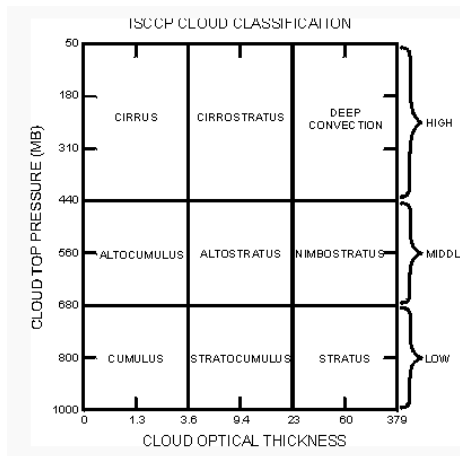 ISCCP CLOUD CLASSIFICATION
50
180
310
440
560
680
800
1000
CLOUD TOP PRESSURE (MB)
CIRRUS
CIRROSTRATUS
DEEP
CONVECTION
HIGH
ALTOCUMULUS
ALTOSTRATUS
NIMBOSTRATUS
MIDDL
CUMULUS
STRATOCUMULUS
STRATUS
LOW
0
1.3
3.6
9.4
23
60
379
CLOUD OPTICAL THICKNESS